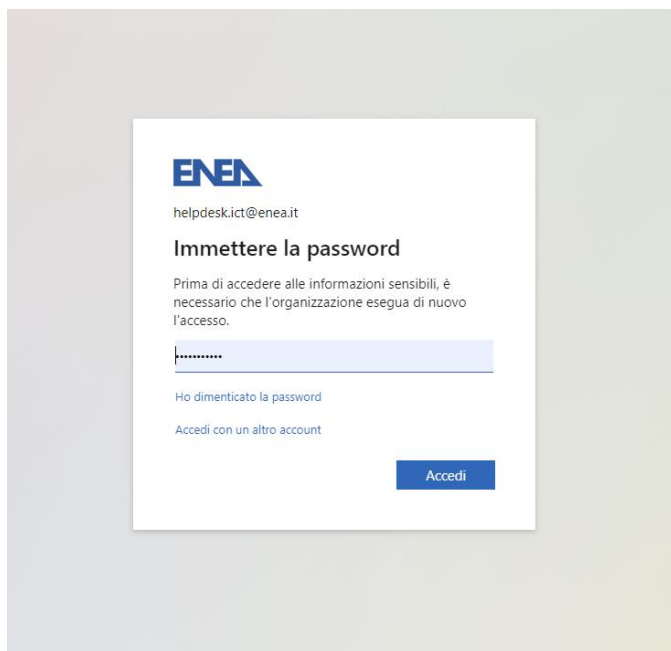 ENEA
helpdesk.ict@enea.it
Immettere la password
Prima di accedere alle informazioni sensibili, è
necessario che l'organizzazione esegua di nuovo
l'accesso.
•••••••••••
Ho dimenticato la password
Accedi con un altro account
Accedi